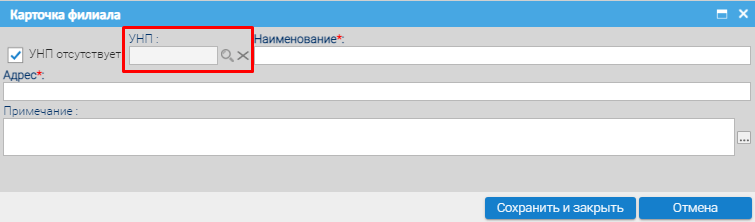 Карточка филиала
УНП отсутствует УНП : Наименование*:
Адрес*:
Примечание :
...
Сохранить и закрыть Отмена